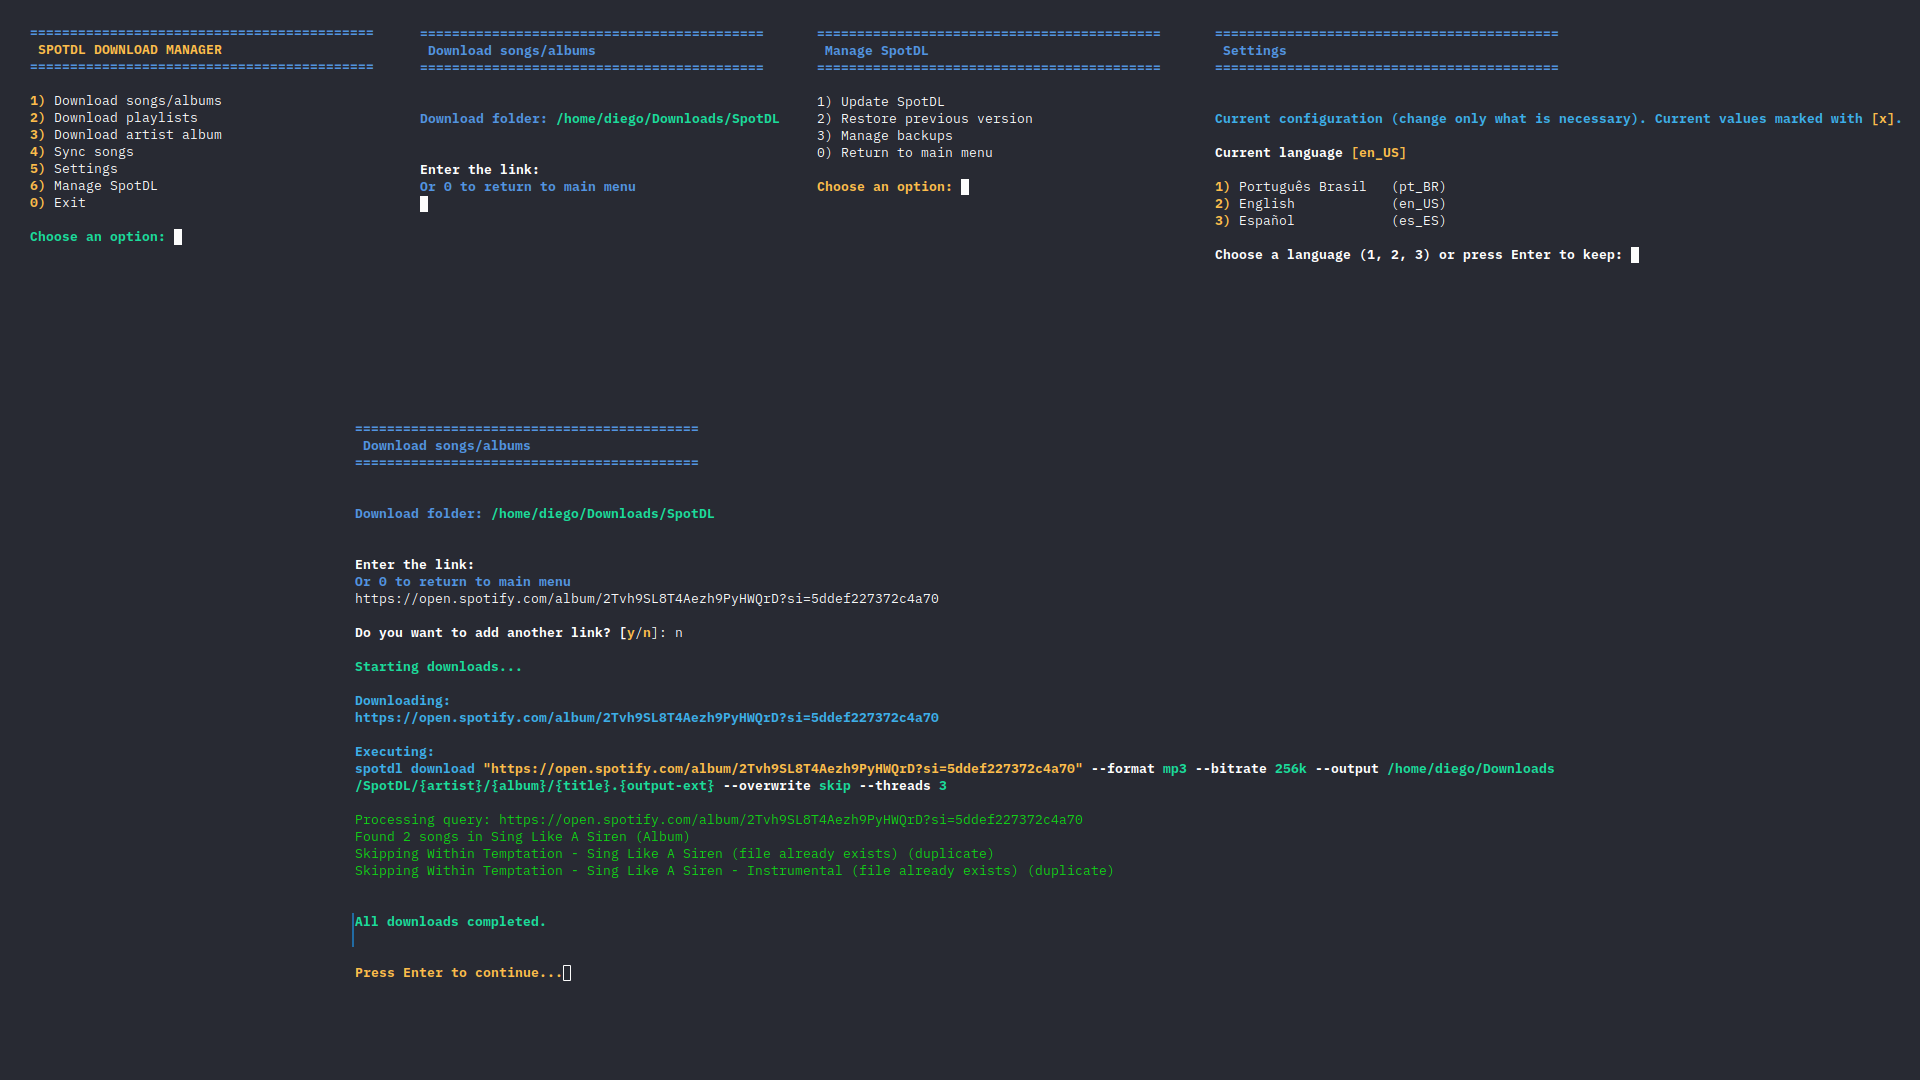 ===========================================
SPOTDL DOWNLOAD MANAGER
===========================================
1) Download songs/albums
2) Download playlists
3) Download artist album
4) Sync songs
5) Settings
6) Manage SpotDL
0) Exit
Choose an option:
===========================================
Download songs/albums
===========================================
Download folder: /home/diego/Downloads/SpotDL
Enter the link:
Or 0 to return to main menu
===========================================
Manage SpotDL
===========================================
1) Update SpotDL
2) Restore previous version
3) Manage backups
0) Return to main menu
Choose an option:
===========================================
Settings
===========================================
Current configuration (change only what is necessary). Current values marked with [x].
Current language [en_US]
1) Português Brasil (pt_BR)
2) English (en_US)
3) Español (es_ES)
Choose a language (1, 2, 3) or press Enter to keep:
===========================================
Download songs/albums
===========================================
Download folder: /home/diego/Downloads/SpotDL
Enter the link:
Or 0 to return to main menu
https://open.spotify.com/album/2Tvh9SL8T4Aezh9PyHWQrD?si=5ddef227372c4a70
Do you want to add another link? [y/n]: n
Starting downloads...
Downloading:
https://open.spotify.com/album/2Tvh9SL8T4Aezh9PyHWQrD?si=5ddef227372c4a70
Executing:
spotdl download "https://open.spotify.com/album/2Tvh9SL8T4Aezh9PyHWQrD?si=5ddef227372c4a70" --format mp3 --bitrate 256k --output /home/diego/Downloads
/SpotDL/{artist}/{album}/{title}.{output-ext} --overwrite skip --threads 3
Processing query: https://open.spotify.com/album/2Tvh9SL8T4Aezh9PyHWQrD?si=5ddef227372c4a70
Found 2 songs in Sing Like A Siren (Album)
Skipping Within Temptation - Sing Like A Siren (file already exists) (duplicate)
Skipping Within Temptation - Sing Like A Siren - Instrumental (file already exists) (duplicate)
All downloads completed.
Press Enter to continue...